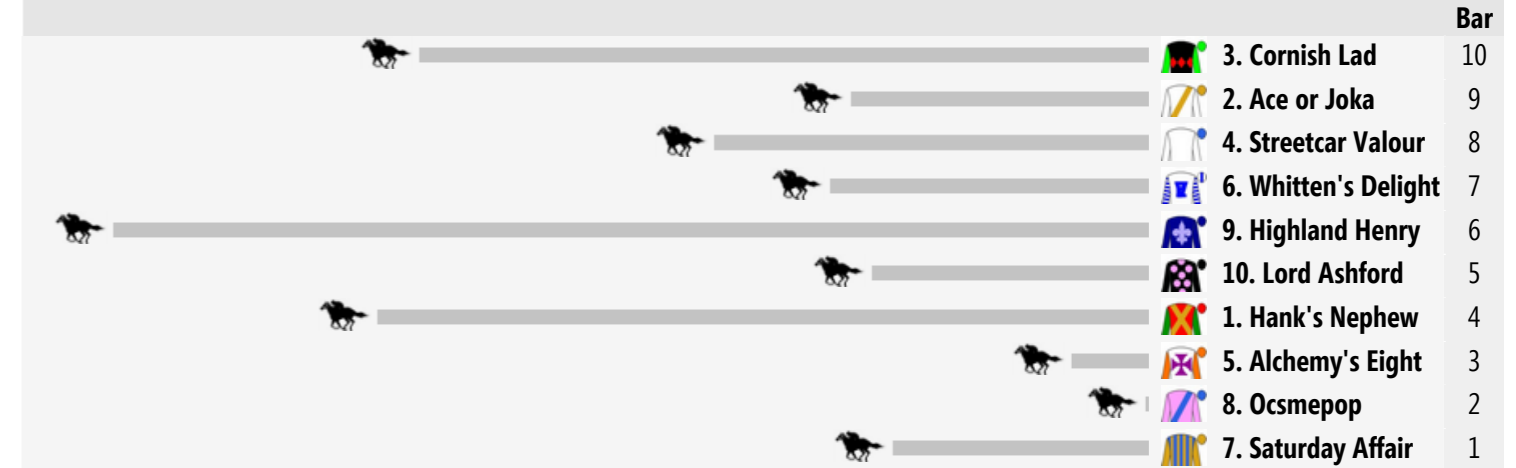 Bar
3. Cornish Lad 10
2. Ace or Joka 9
4. Streetcar Valour 8
6. Whitten's Delight 7
9. Highland Henry 6
10. Lord Ashford 5
1. Hank's Nephew 4
5. Alchemy's Eight 3
8. Ocsmepop 2
7. Saturday Affair 1